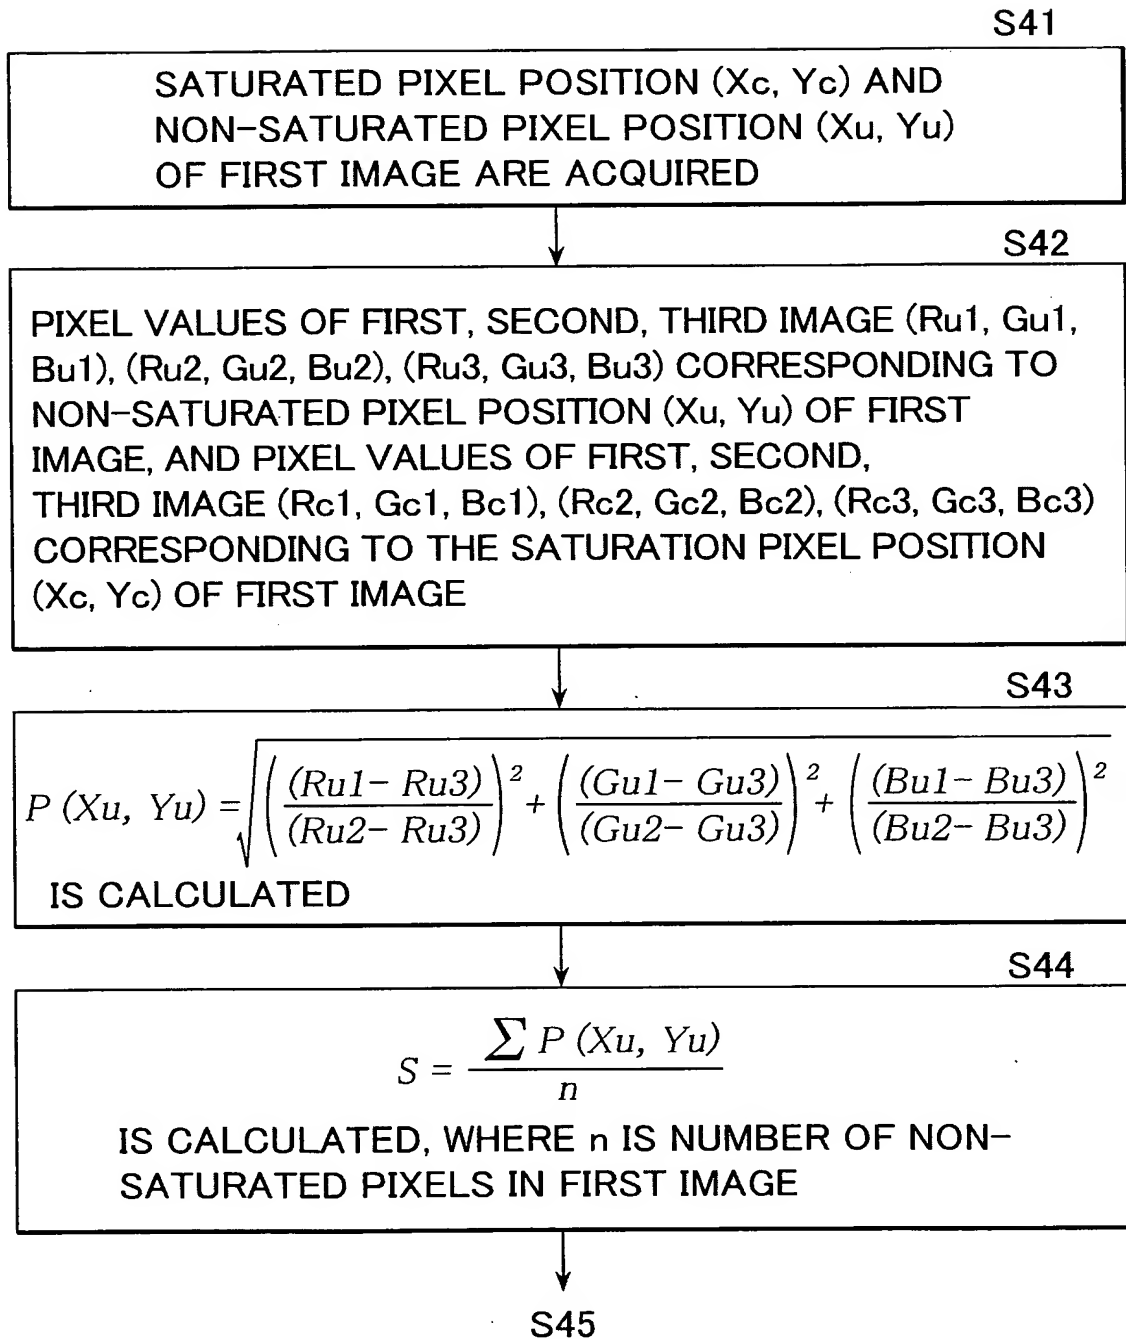 S41
SATURATED PIXEL POSITION (Xc, Yc) AND
NON-SATURATED PIXEL POSITION (Xu, Yu)
OF FIRST IMAGE ARE ACQUIRED
S42
PIXEL VALUES OF FIRST, SECOND, THIRD IMAGE (Ru1, Gu1,
Bu1), (Ru2, Gu2, Bu2), (Ru3, Gu3, Bu3) CORRESPONDING TO
NON-SATURATED PIXEL POSITION (Xu, Yu) OF FIRST
IMAGE, AND PIXEL VALUES OF FIRST, SECOND,
THIRD IMAGE (Rc1, Gc1, Bc1), (Rc2, Gc2, Bc2), (Rc3, Gc3, Bc3)
CORRESPONDING TO THE SATURATION PIXEL POSITION
(Xc, Yc) OF FIRST IMAGE
S43
P (Xu, Yu) = √(((Ru1- Ru3)/(Ru2- Ru3))² + ((Gu1- Gu3)/(Gu2- Gu3))² + ((Bu1- Bu3)/(Bu2- Bu3))²)
IS CALCULATED
S44
S = ∑ P (Xu, Yu) / n
IS CALCULATED, WHERE n IS NUMBER OF NON-
SATURATED PIXELS IN FIRST IMAGE
S45